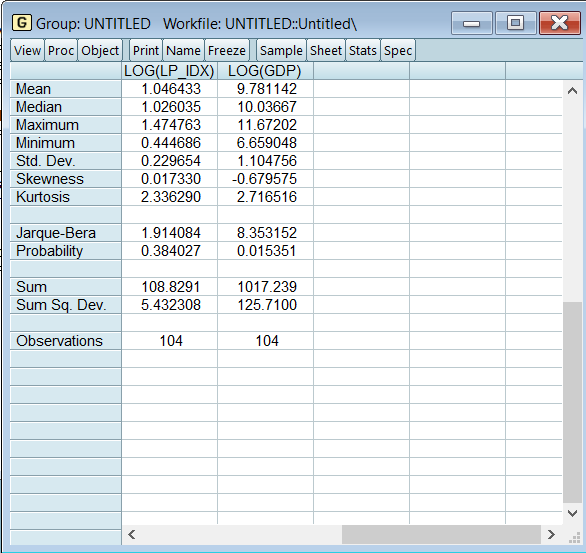 G Group: UNTITLED Workfile: UNTITLED::Untitled\
View Proc Object Print Name Freeze Sample Sheet Stats Spec
LOG(LP_IDX) LOG(GDP)
Mean 1.046433 9.781142
Median 1.026035 10.03667
Maximum 1.474763 11.67202
Minimum 0.444686 6.659048
Std. Dev. 0.229654 1.104756
Skewness 0.017330 -0.679575
Kurtosis 2.336290 2.716516
Jarque-Bera 1.914084 8.353152
Probability 0.384027 0.015351
Sum 108.8291 1017.239
Sum Sq. Dev. 5.432308 125.7100
Observations 104 104